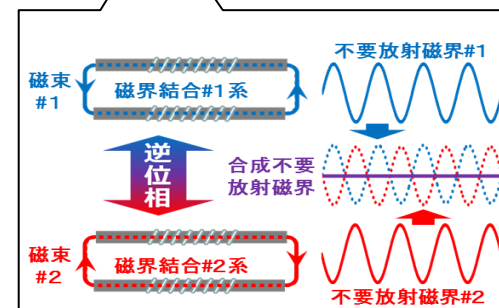 不要放射磁界#1
磁束
#1
磁界結合#1系
逆
位
相
合成不要
放射磁界
磁束
#2
磁界結合#2系
不要放射磁界#2